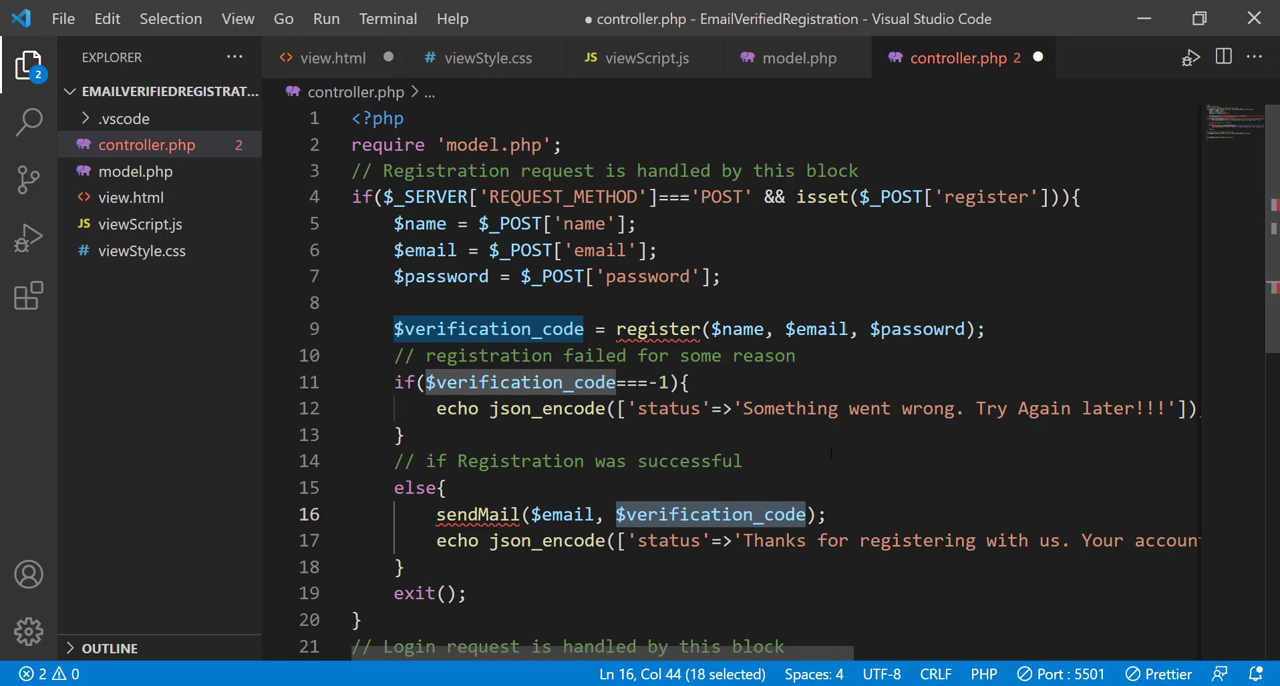 File Edit Selection View Go Run Terminal Help ● controller.php - EmailVerifiedRegistration - Visual Studio Code
EXPLORER ...
<> view.html # viewStyle.css JS viewScript.js model.php controller.php 2
2
EMAILVERIFIEDREGISTRAT...
.vscode
controller.php 2
model.php
<> view.html
JS viewScript.js
# viewStyle.css
OUTLINE
controller.php > ...
1 <?php
2 require 'model.php';
3 // Registration request is handled by this block
4 if($_SERVER['REQUEST_METHOD']==='POST' && isset($_POST['register'])){
5 $name = $_POST['name'];
6 $email = $_POST['email'];
7 $password = $_POST['password'];
8
9 $verification_code = register($name, $email, $passowrd);
10 // registration failed for some reason
11 if($verification_code===-1){
12 echo json_encode(['status'=>'Something went wrong. Try Again later!!!'])
13 }
14 // if Registration was successful
15 else{
16 sendMail($email, $verification_code);
17 echo json_encode(['status'=>'Thanks for registering with us. Your accoun
18 }
19 exit();
20 }
21 // Login request is handled by this block
2 0 Ln 16, Col 44 (18 selected) Spaces: 4 UTF-8 CRLF PHP Port : 5501 Prettier